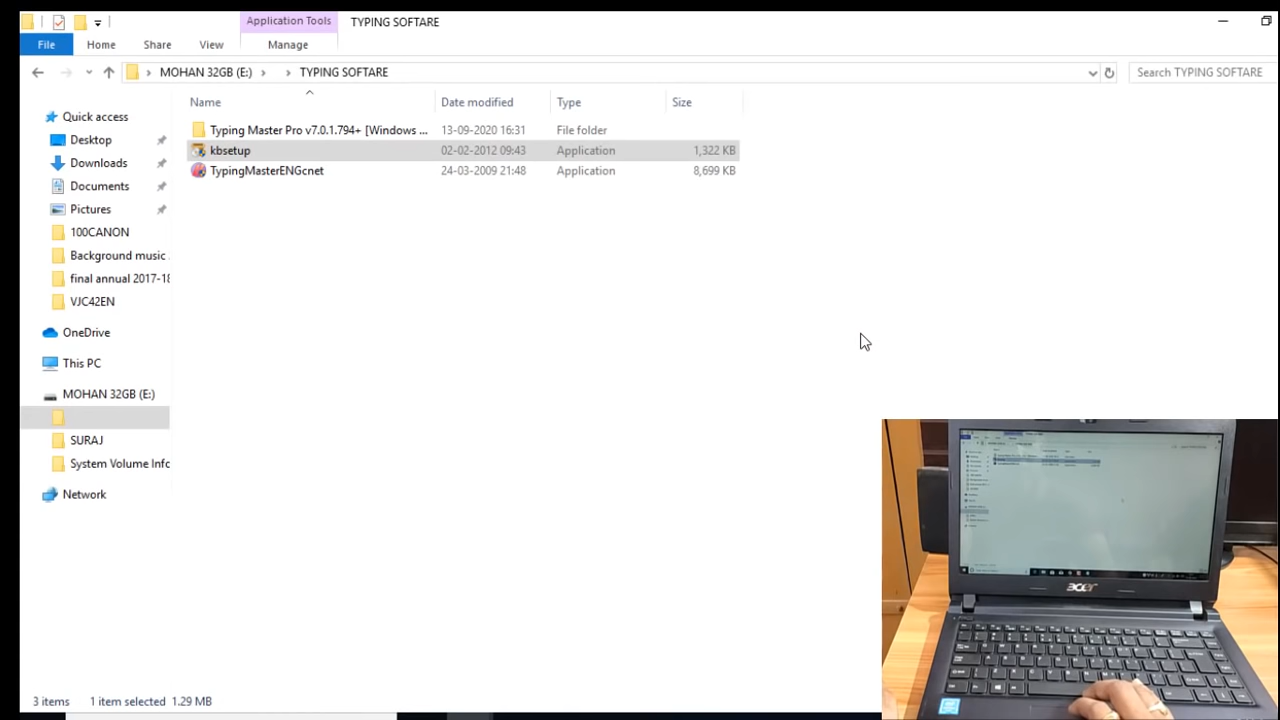 Application Tools
TYPING SOFTARE
File
Home
Share
View
Manage
MOHAN 32GB (E:)
TYPING SOFTARE
Search TYPING SOFTARE
Name
Date modified
Type
Size
Quick access
Desktop
Downloads
Documents
Pictures
100CANON
Background music
final annual 2017-18
VJC42EN
OneDrive
This PC
MOHAN 32GB (E:)
SURAJ
System Volume Info
Network
Typing Master Pro v7.0.1.794+ [Windows ... 13-09-2020 16:31 File folder
kbsetup 02-02-2012 09:43 Application 1,322 KB
TypingMasterENGcnet 24-03-2009 21:48 Application 8,699 KB
acer
3 items 1 item selected 1.29 MB